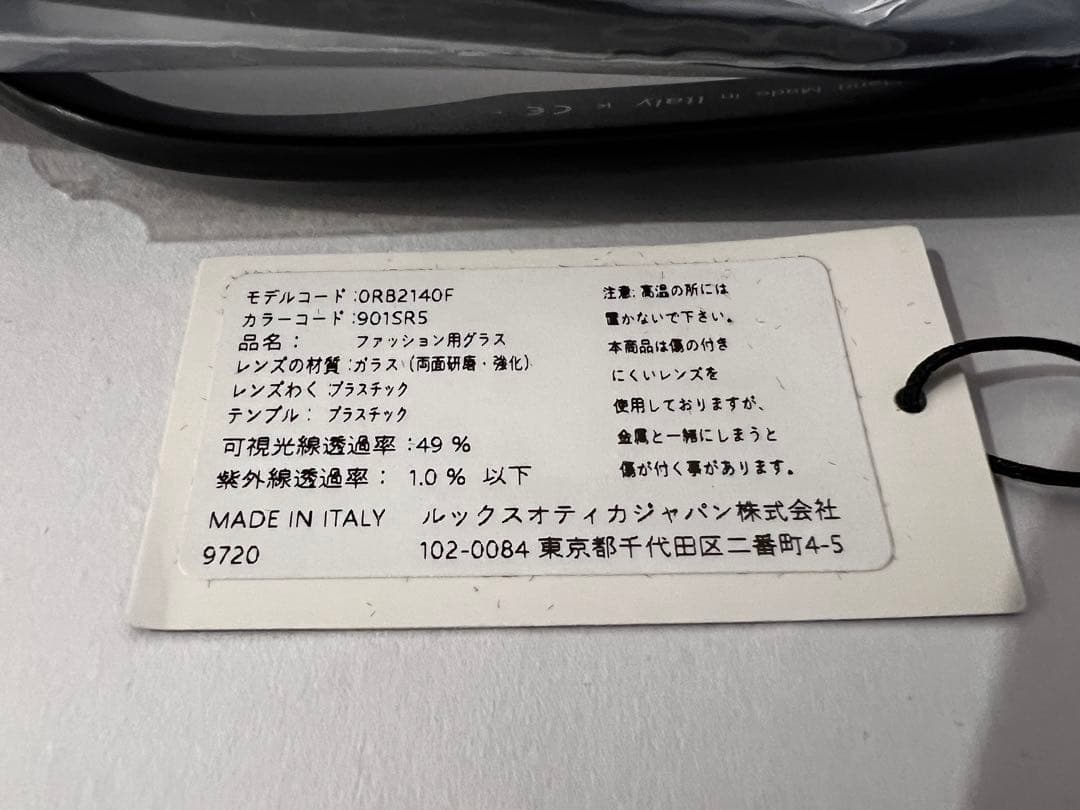 Hand Made in Italy CE
モデルコード:0RB2140F
カラーコード:901SR5
品名: ファッション用グラス
レンズの材質:ガラス(両面研磨・強化)
レンズわく:プラスチック
テンプル: プラスチック
可視光線透過率:49 %
紫外線透過率: 1.0 % 以下
MADE IN ITALY
9720
注意:高温の所には
置かないで下さい。
本商品は傷の付き
にくいレンズを
使用しておりますが、
金属と一緒にしまうと
傷が付く事があります。
ルックスオティカジャパン株式会社
102-0084 東京都千代田区二番町4-5